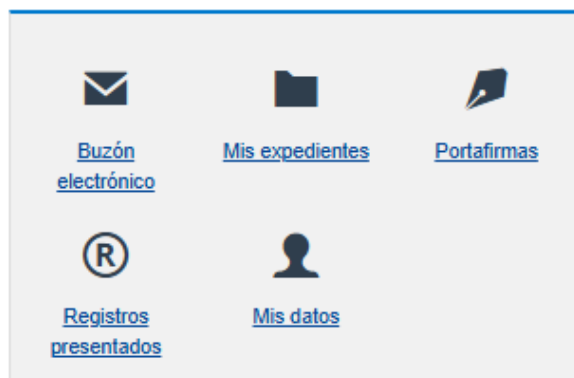 Buzón
electrónico
Mis expedientes
Portafirmas
®
Registros
presentados
Mis datos